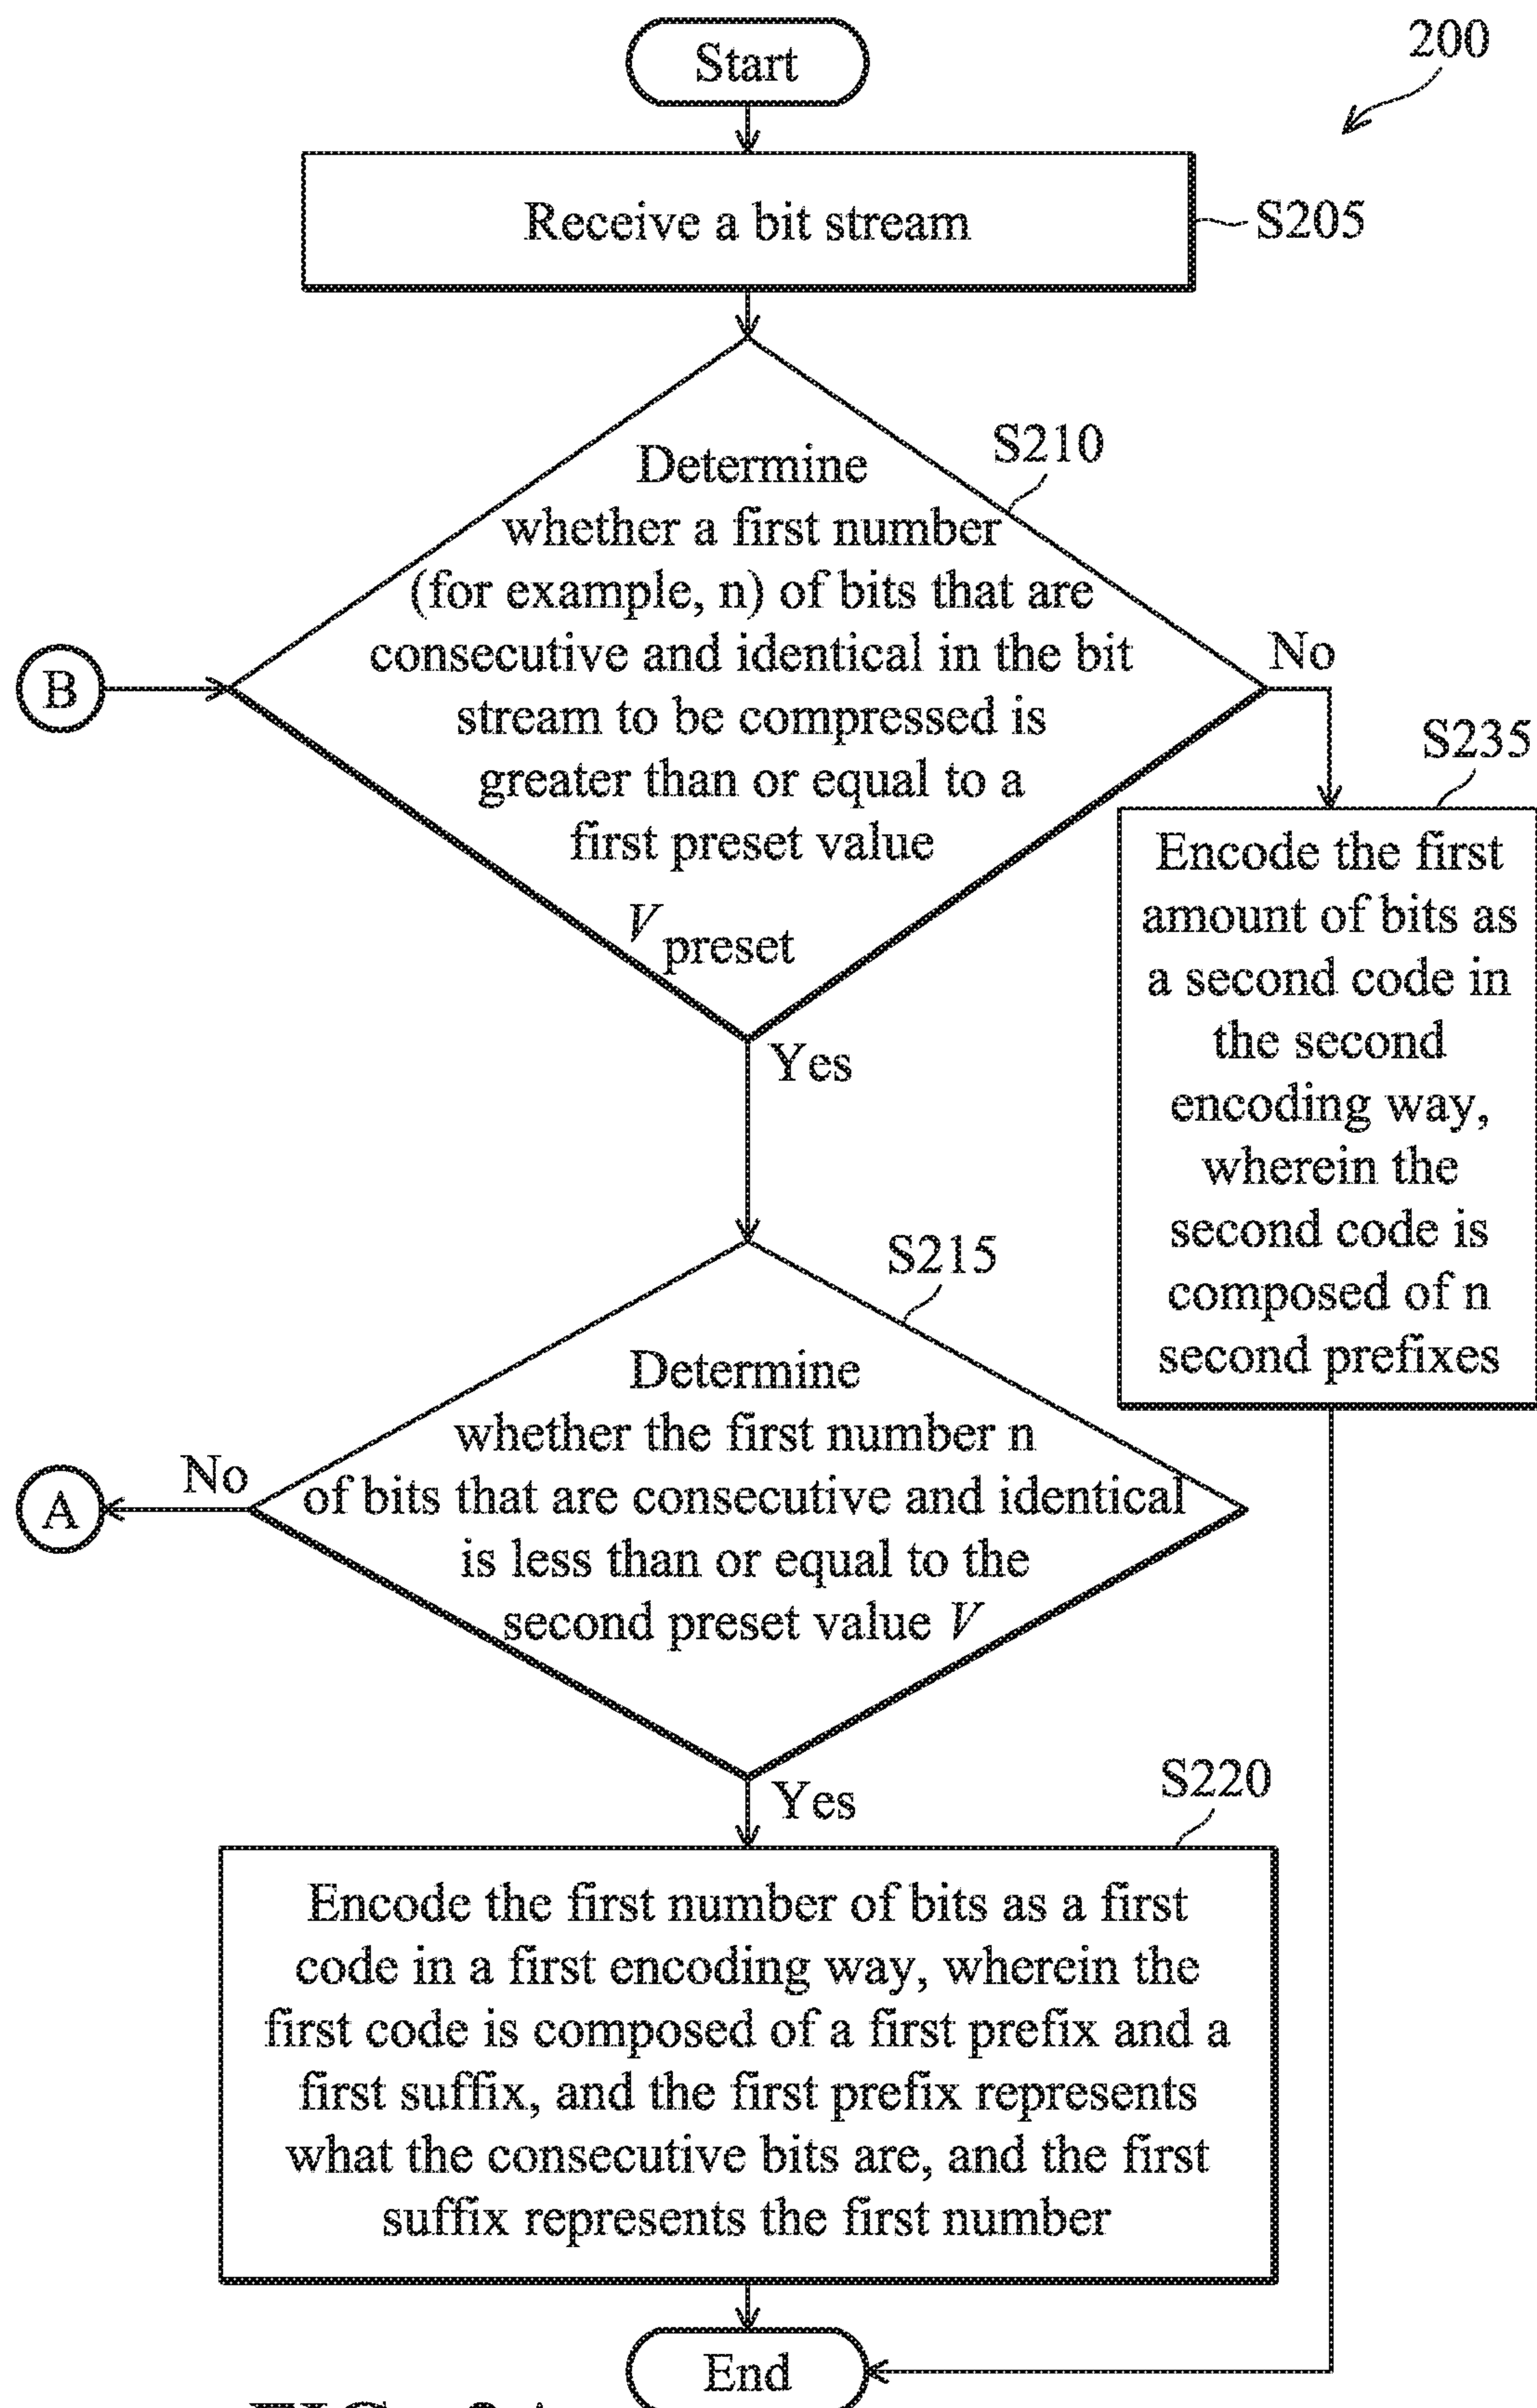 Start
200
Receive a bit stream
S205
S210
Determine
whether a first number
(for example, n) of bits that are
consecutive and identical in the bit
stream to be compressed is
greater than or equal to a
first preset value
V preset
B
No
Yes
S235
Encode the first
amount of bits as
a second code in
the second
encoding way,
wherein the
second code is
composed of n
second prefixes
S215
Determine
whether the first number n
of bits that are consecutive and identical
is less than or equal to the
second preset value V
No
A
Yes
S220
Encode the first number of bits as a first
code in a first encoding way, wherein the
first code is composed of a first prefix and a
first suffix, and the first prefix represents
what the consecutive bits are, and the first
suffix represents the first number
End